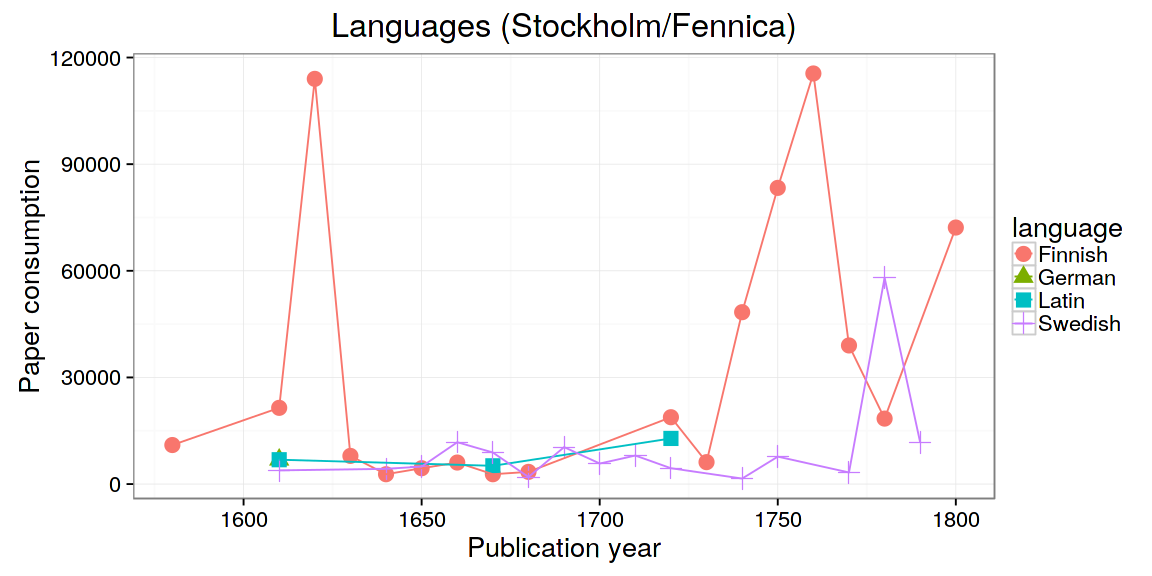 Languages (Stockholm/Fennica)
Paper consumption
120000
90000
60000
30000
0
1600
1650
1700
1750
1800
Publication year
language
Finnish
German
Latin
Swedish